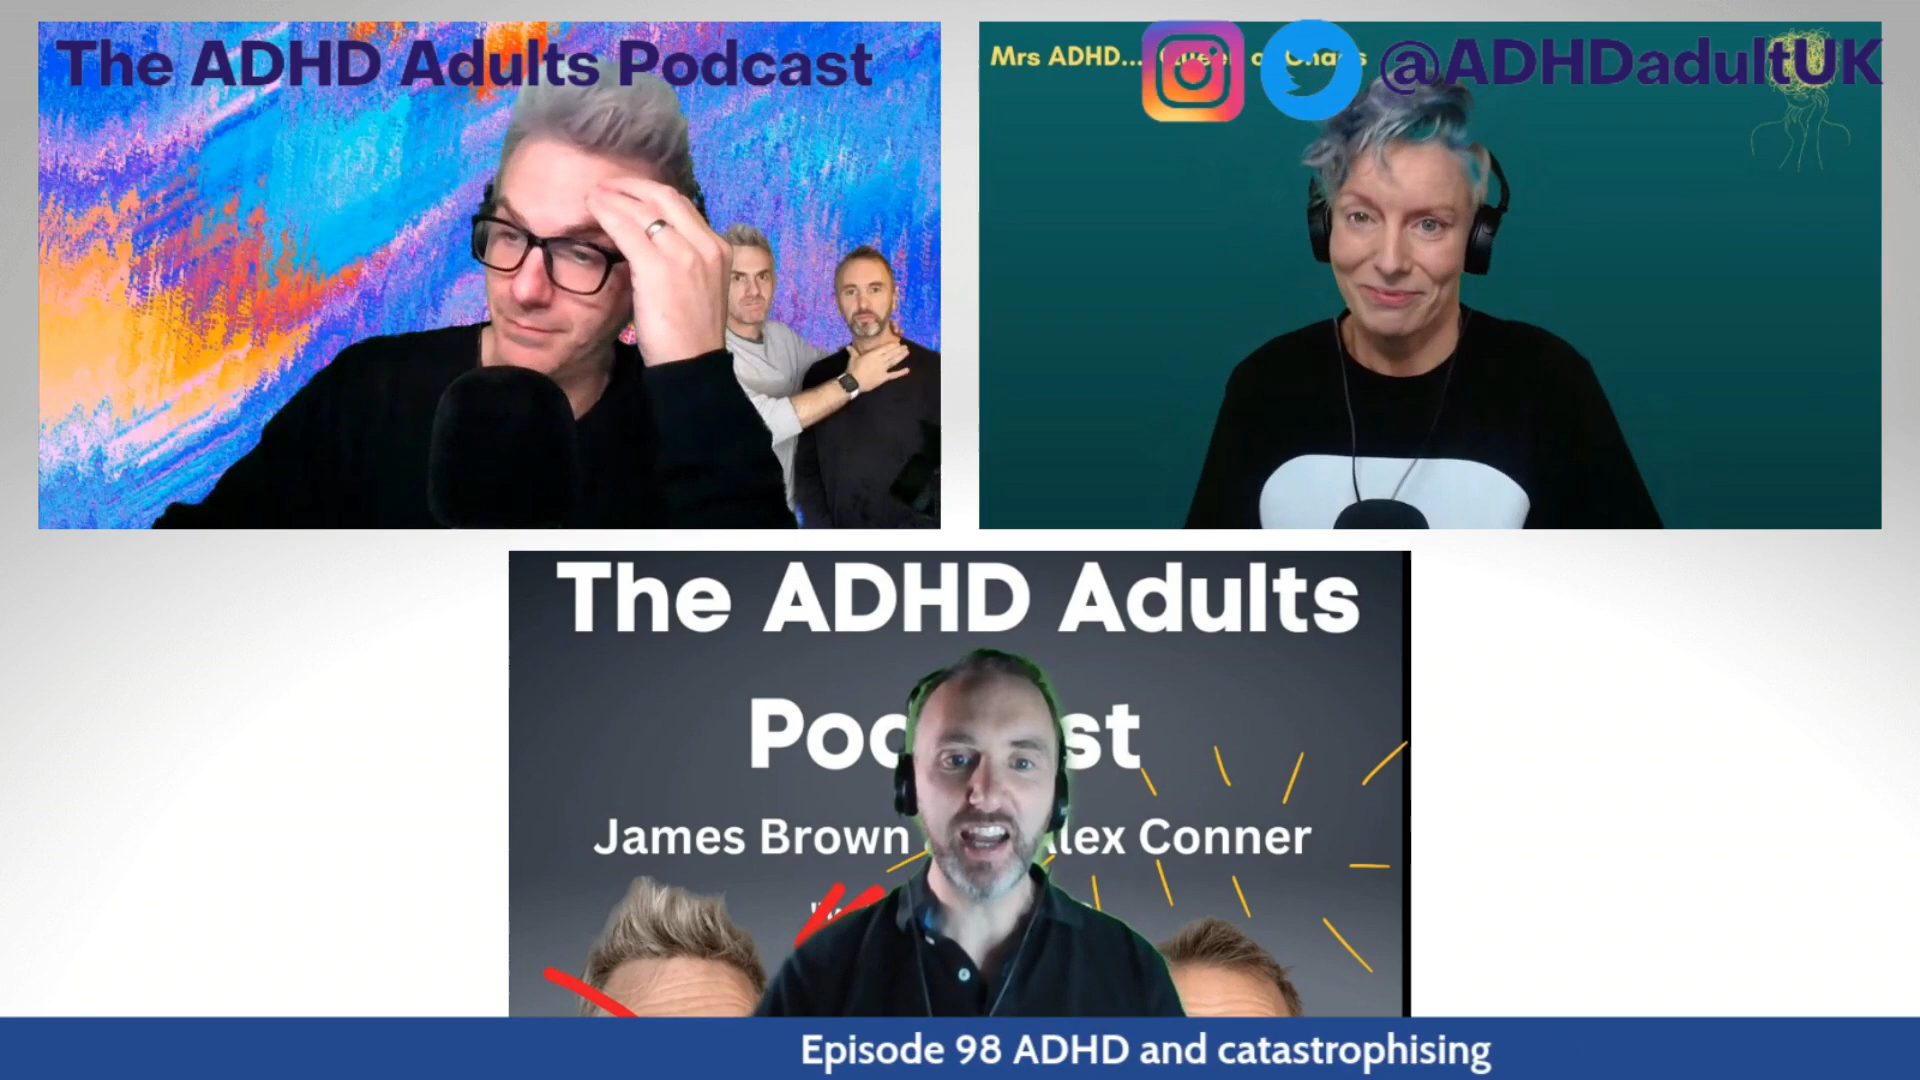 The ADHD Adults Podcast
Mrs ADHD...
@ADHDadultUK
The ADHD Adults
Poc st
James Brown lex Conner
Episode 98 ADHD and catastrophising